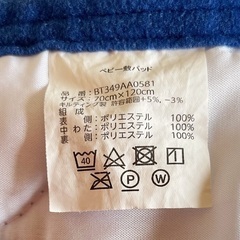 ベビー敷パッド
品 番 : BT349AA0581
サイズ : 70cm×120cm
キルティング製 許容範囲+5%, -3%
組 成
表 側 : ポリエステル 100%
中わた : ポリエステル 100%
裏 側 : ポリエステル 100%
40
P W